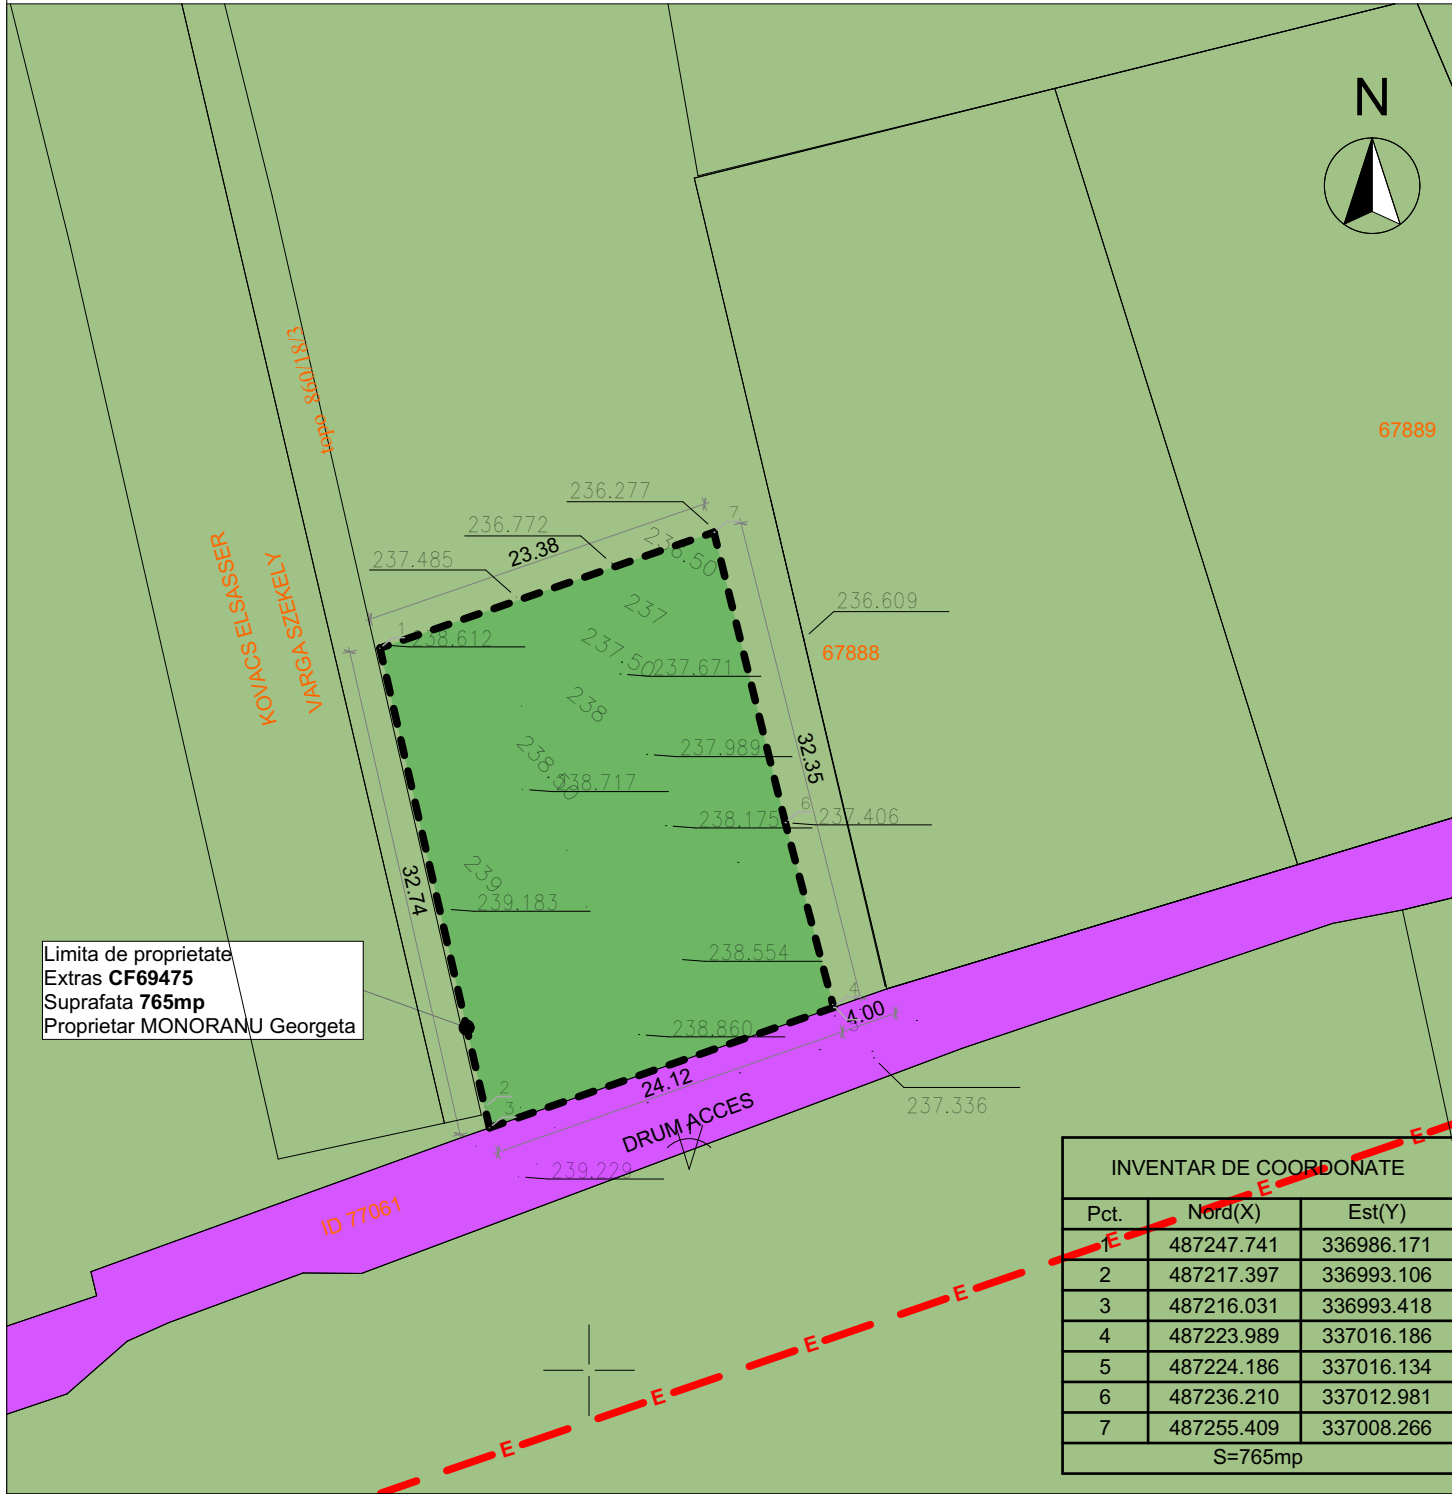 N
topo 860/18/3
67889
236.277
7
236.772
236.50
23.38
237.485
237
236.609
KOVACS ELSASSER
VARGA SZEKELY
1
238.612
237.50
237.671
67888
238
237.989
32.35
238.50
238.717
6
238.175
237.406
239
32.74
239.183
Limita de proprietate
Extras CF69475
Suprafata 765mp
Proprietar MONORANU Georgeta
238.554
4
4.00
5
238.860
24.12
2
3
237.336
DRUM ACCES
239.229
ID 77061
E
E
E
E
E
E
E
INVENTAR DE COORDONATE
Pct. Nord(X) Est(Y)
1 487247.741 336986.171
2 487217.397 336993.106
3 487216.031 336993.418
4 487223.989 337016.186
5 487224.186 337016.134
6 487236.210 337012.981
7 487255.409 337008.266
S=765mp